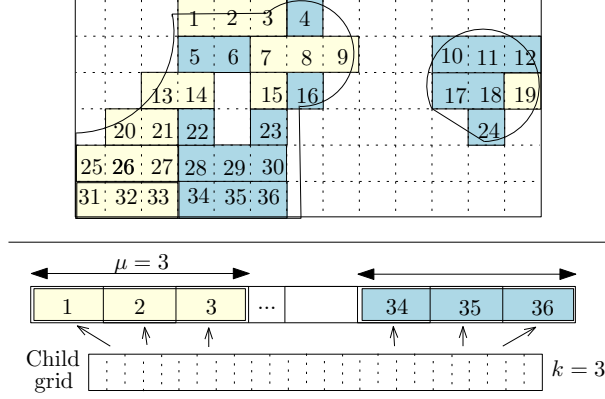 1 2 3 4
5 6 7 8 9 10 11 12
13 14 15 16 17 18 19
20 21 22 23 24
25 26 27 28 29 30
31 32 33 34 35 36
μ = 3
1 2 3 ... 34 35 36
Child
grid
k = 3